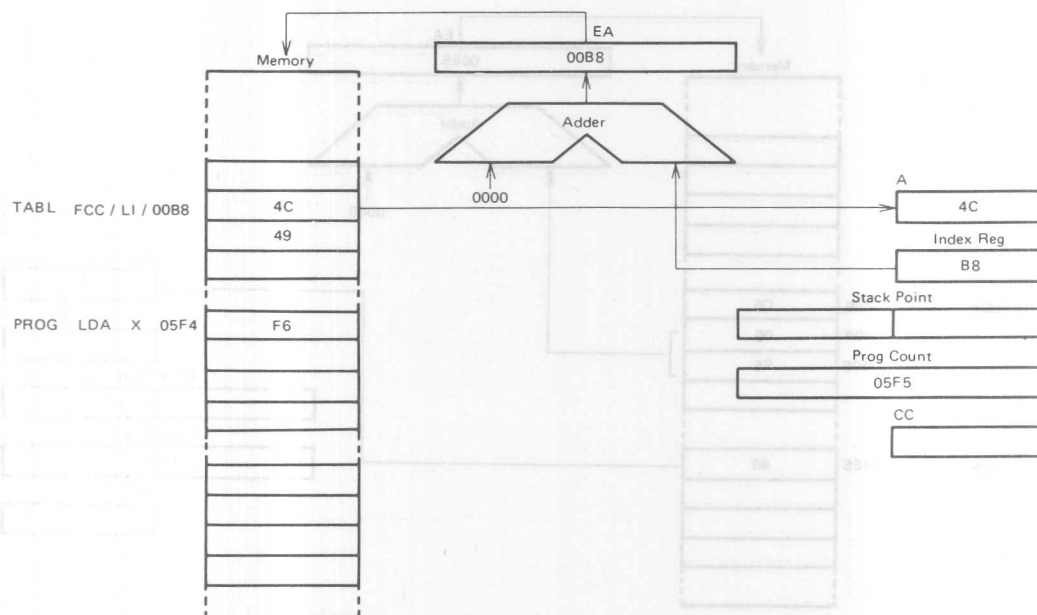 EA
00B8
Memory
Adder
0000
A
TABL FCC / LI / 00B8
4C
4C
49
Index Reg
B8
Stack Point
PROG LDA X 05F4
F6
Prog Count
05F5
CC